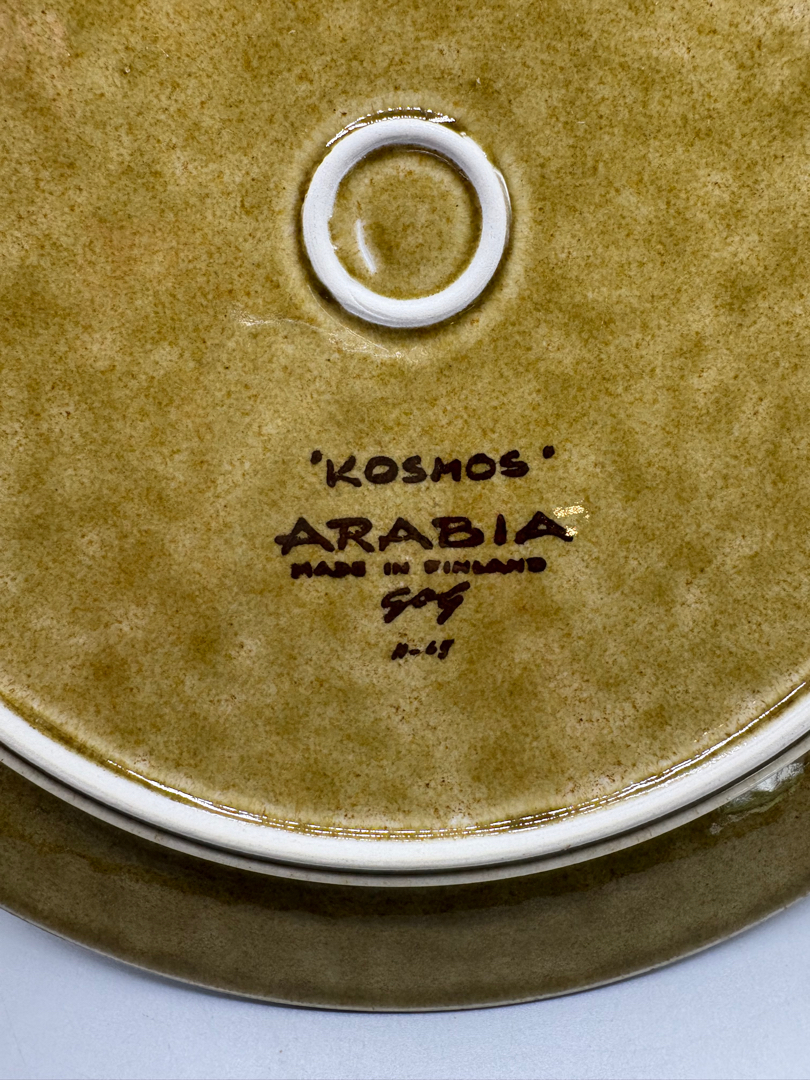 "KOSMOS"
ARABIA
MADE IN FINLAND
GOG